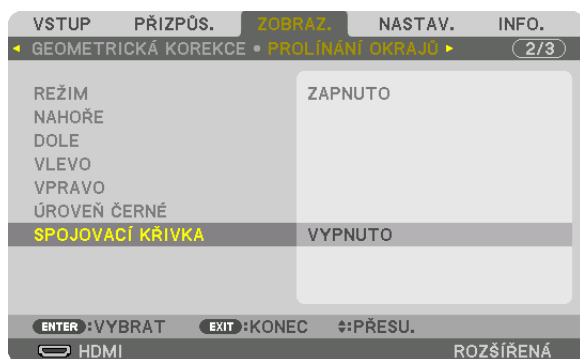 VSTUP PŘIZPŮS. ZOBRAZ. NASTAV. INFO.
GEOMETRICKÁ KOREKCE • PROLÍNÁNÍ OKRAJŮ 2/3
REŽIM ZAPNUTO
NAHOŘE
DOLE
VLEVO
VPRAVO
ÚROVEŇ ČERNÉ
SPOJOVACÍ KŘIVKA VYPNUTO
ENTER :VYBRAT EXIT :KONEC :PŘESU.
HDMI ROZŠÍŘENÁ